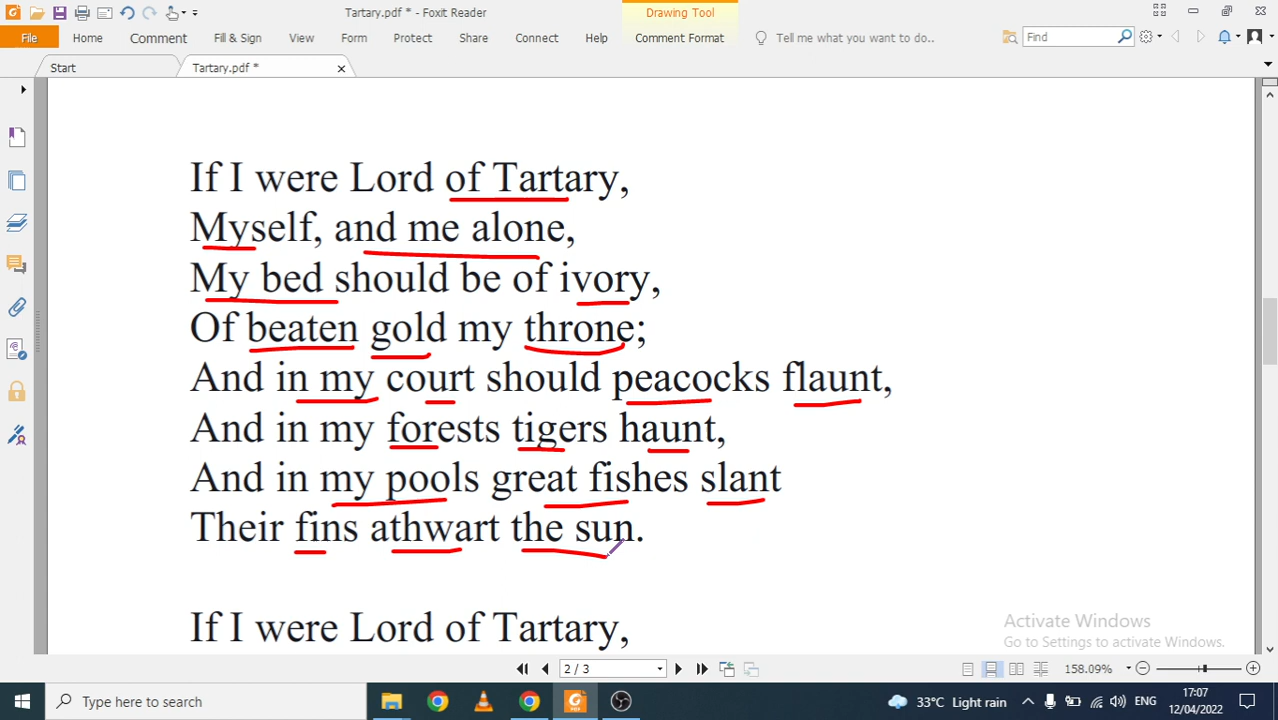 Tartary.pdf * - Foxit Reader
Drawing Tool
File
Home
Comment
Fill & Sign
View
Form
Protect
Share
Connect
Help
Comment Format
Tell me what you want to do..
Find
Start
Tartary.pdf *
If I were Lord of Tartary,
Myself, and me alone,
My bed should be of ivory,
Of beaten gold my throne;
And in my court should peacocks flaunt,
And in my forests tigers haunt,
And in my pools great fishes slant
Their fins athwart the sun.
If I were Lord of Tartary,
Activate Windows
Go to Settings to activate Windows.
2 / 3
158.09%
Type here to search
33°C Light rain
ENG
17:07
12/04/2022